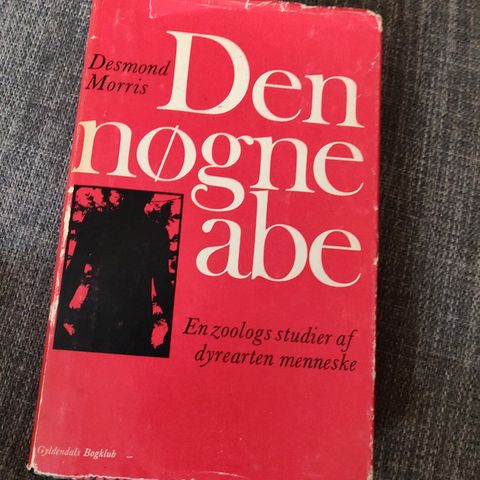 Desmond
Morris
Den
nøgne
abe
En zoologs studier af
dyrearten menneske
Gyldendals Bogklub